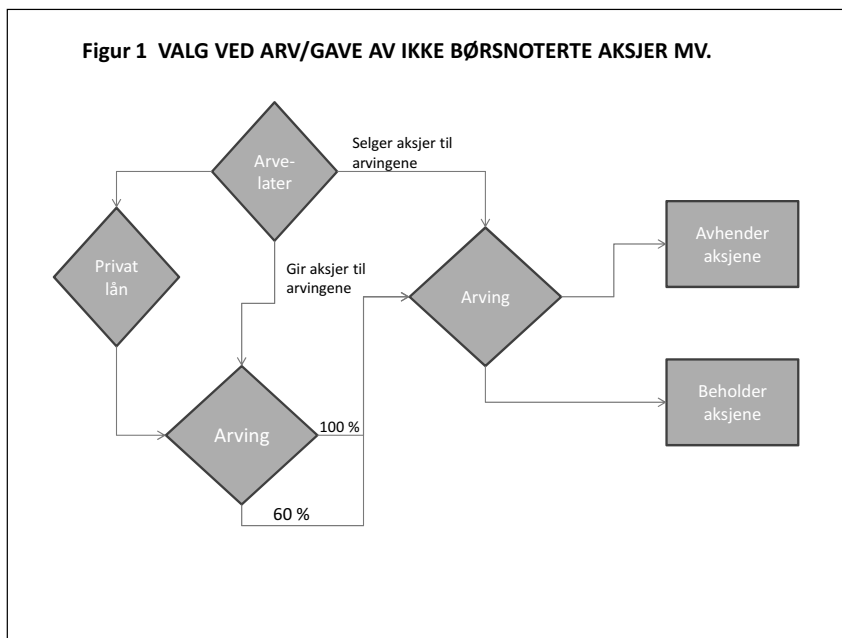 Figur 1 VALG VED ARV/GAVE AV IKKE BØRSNOTERTE AKSJER MV.
Selger aksjer til
arvingene
Arve-
later
Avhender
aksjene
Privat
lån
Gir aksjer til
arvingene
Arving
Beholder
aksjene
Arving
100 %
60 %